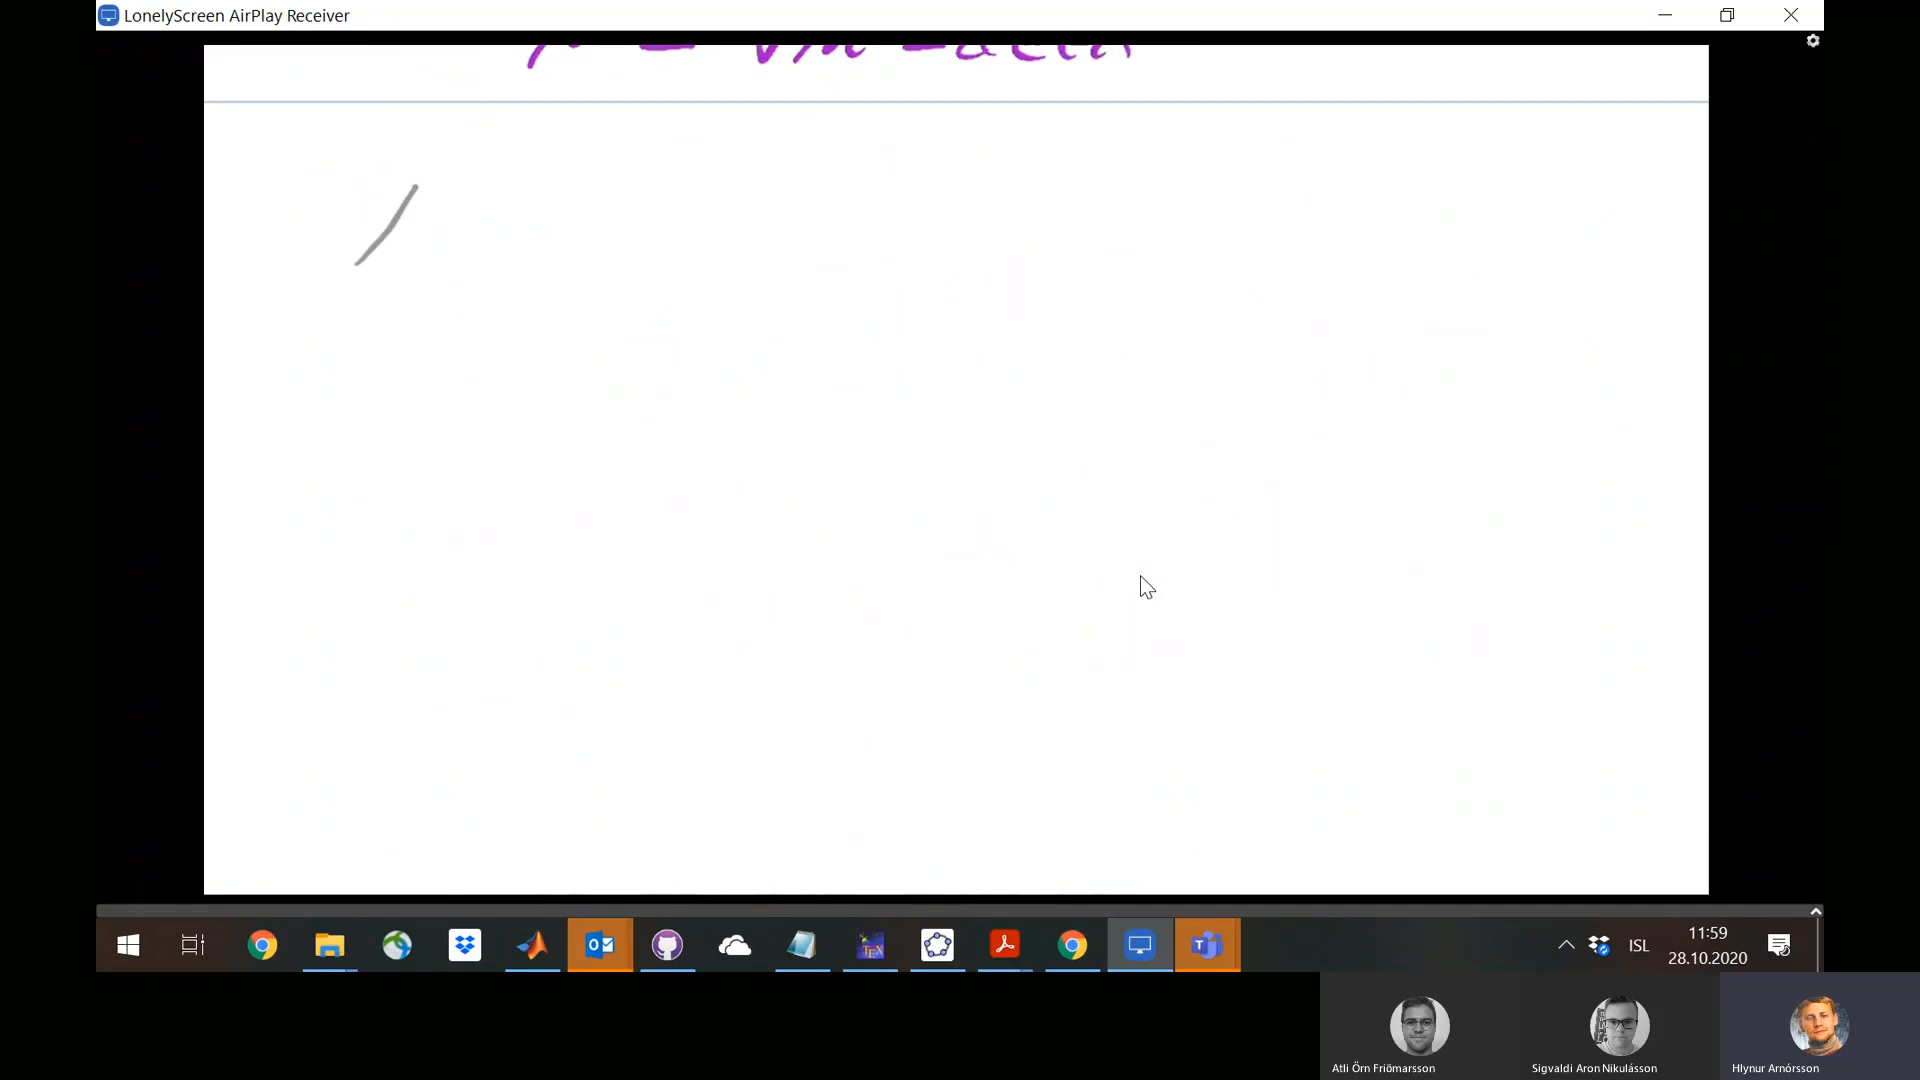 LonelyScreen AirPlay Receiver
ISL
11:59
28.10.2020
Atli Örn Friðmarsson
Sigvaldi Aron Nikulásson
Hlynur Arnórsson